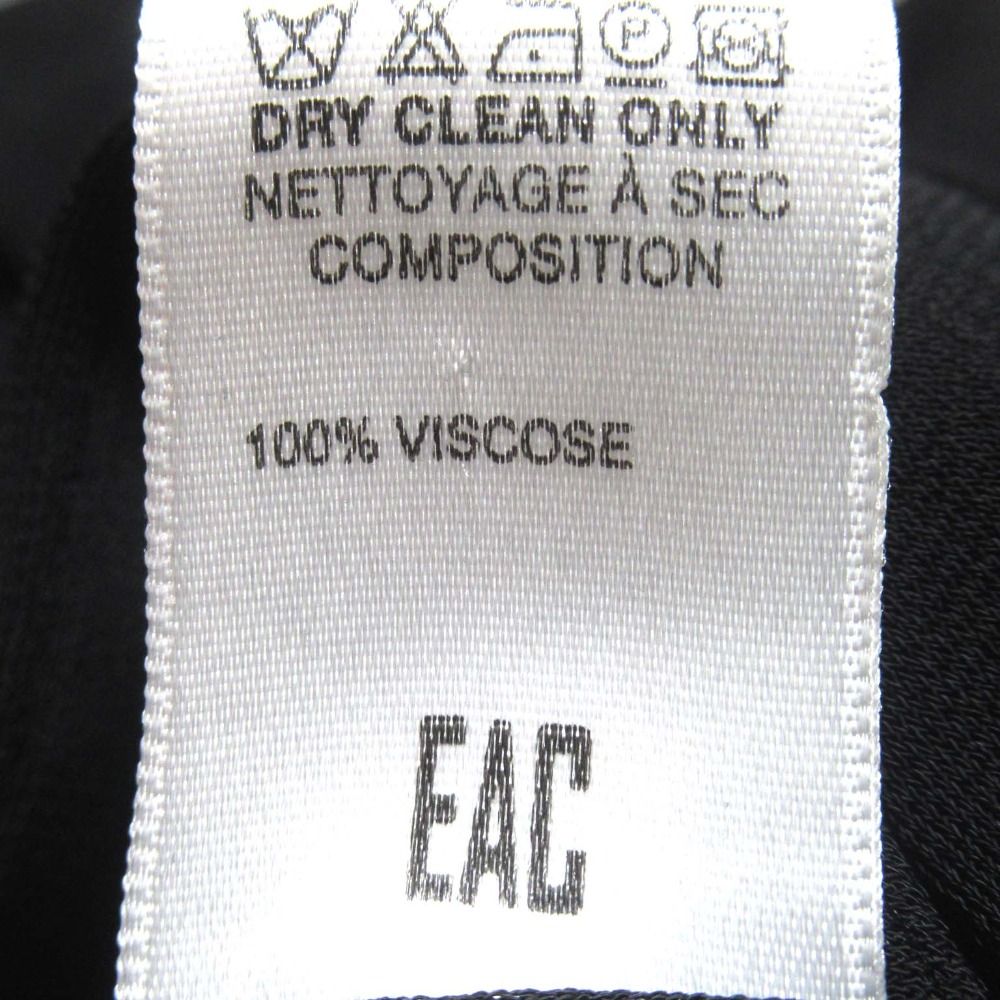 P
DRY CLEAN ONLY
NETTOYAGE À SEC
COMPOSITION
100% VISCOSE
EAC